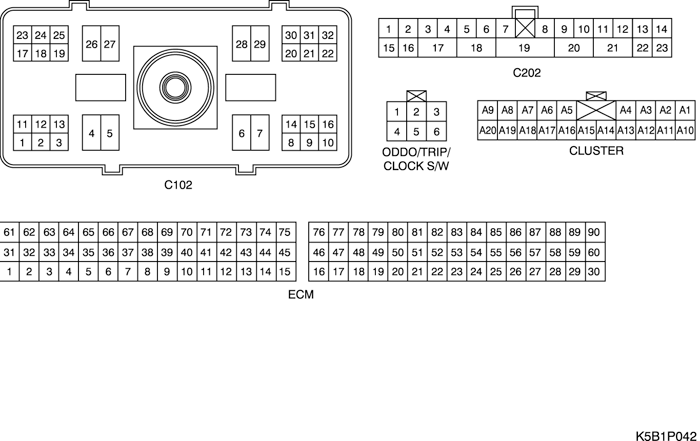 23 24 25 26 27 28 29 30 31 32
17 18 19 20 21 22
11 12 13 4 5 6 7 14 15 16
1 2 3 8 9 10
C102
1 2 3 4 5 6 7 8 9 10 11 12 13 14
15 16 17 18 19 20 21 22 23
C202
1 2 3
4 5 6
ODDO/TRIP/
CLOCK S/W
A9 A8 A7 A6 A5 A4 A3 A2 A1
A20 A19 A18 A17 A16 A15 A14 A13 A12 A11 A10
CLUSTER
61 62 63 64 65 66 67 68 69 70 71 72 73 74 75 76 77 78 79 80 81 82 83 84 85 86 87 88 89 90
31 32 33 34 35 36 37 38 39 40 41 42 43 44 45 46 47 48 49 50 51 52 53 54 55 56 57 58 59 60
1 2 3 4 5 6 7 8 9 10 11 12 13 14 15 16 17 18 19 20 21 22 23 24 25 26 27 28 29 30
ECM
K5B1P042